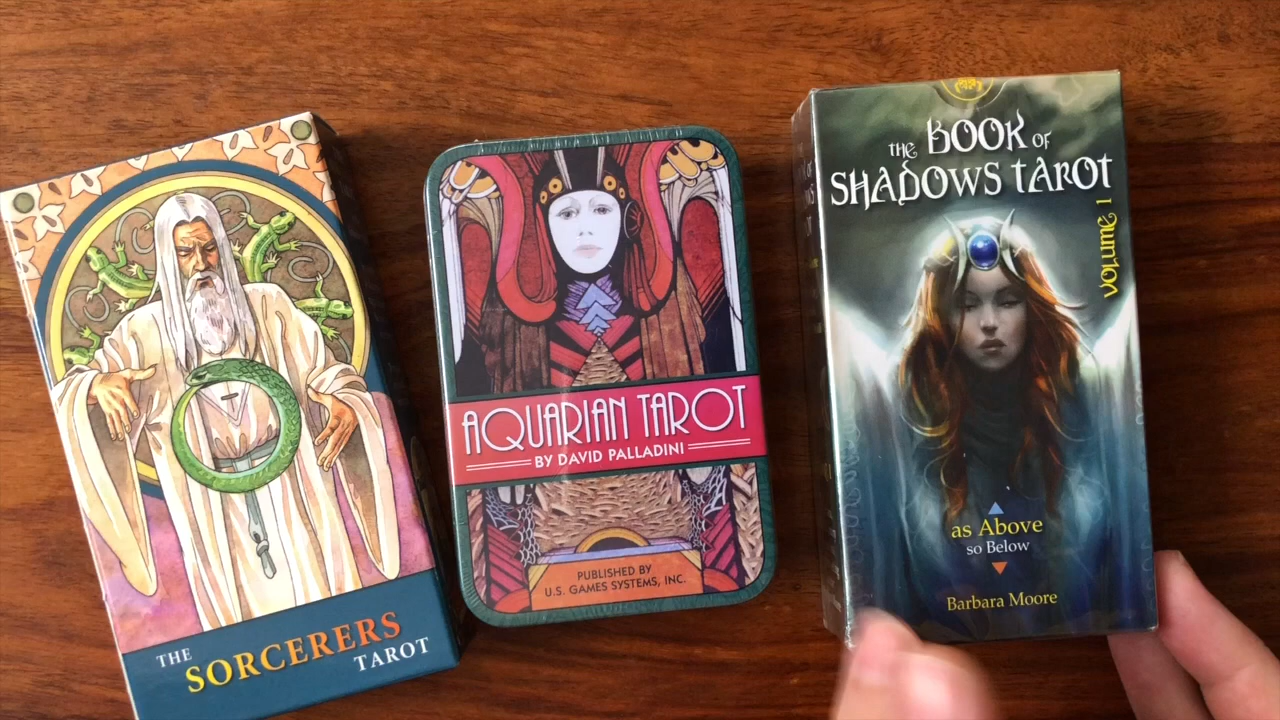 THE
SORCERERS
TAROT
AQUARIAN TAROT
BY DAVID PALLADINI
PUBLISHED BY
U.S. GAMES SYSTEMS, INC.
THE BOOK OF
SHADOWS TAROT
VOLUME 1
as Above
so Below
Barbara Moore